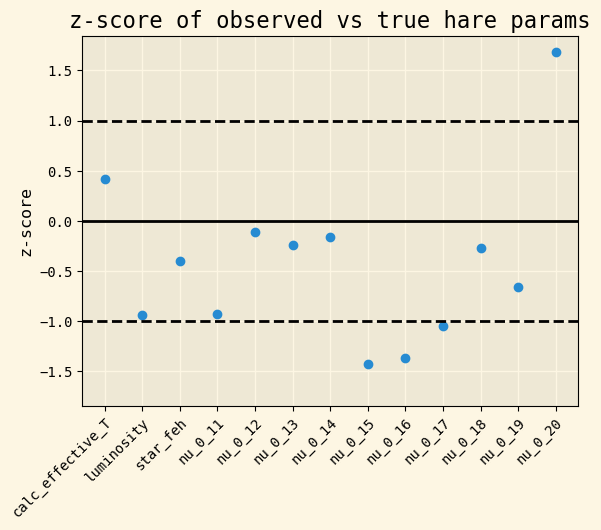 z-score of observed vs true hare params
z-score
1.5
1.0
0.5
0.0
−0.5
−1.0
−1.5
calc_effective_T
luminosity
star_feh
nu_0_11
nu_0_12
nu_0_13
nu_0_14
nu_0_15
nu_0_16
nu_0_17
nu_0_18
nu_0_19
nu_0_20